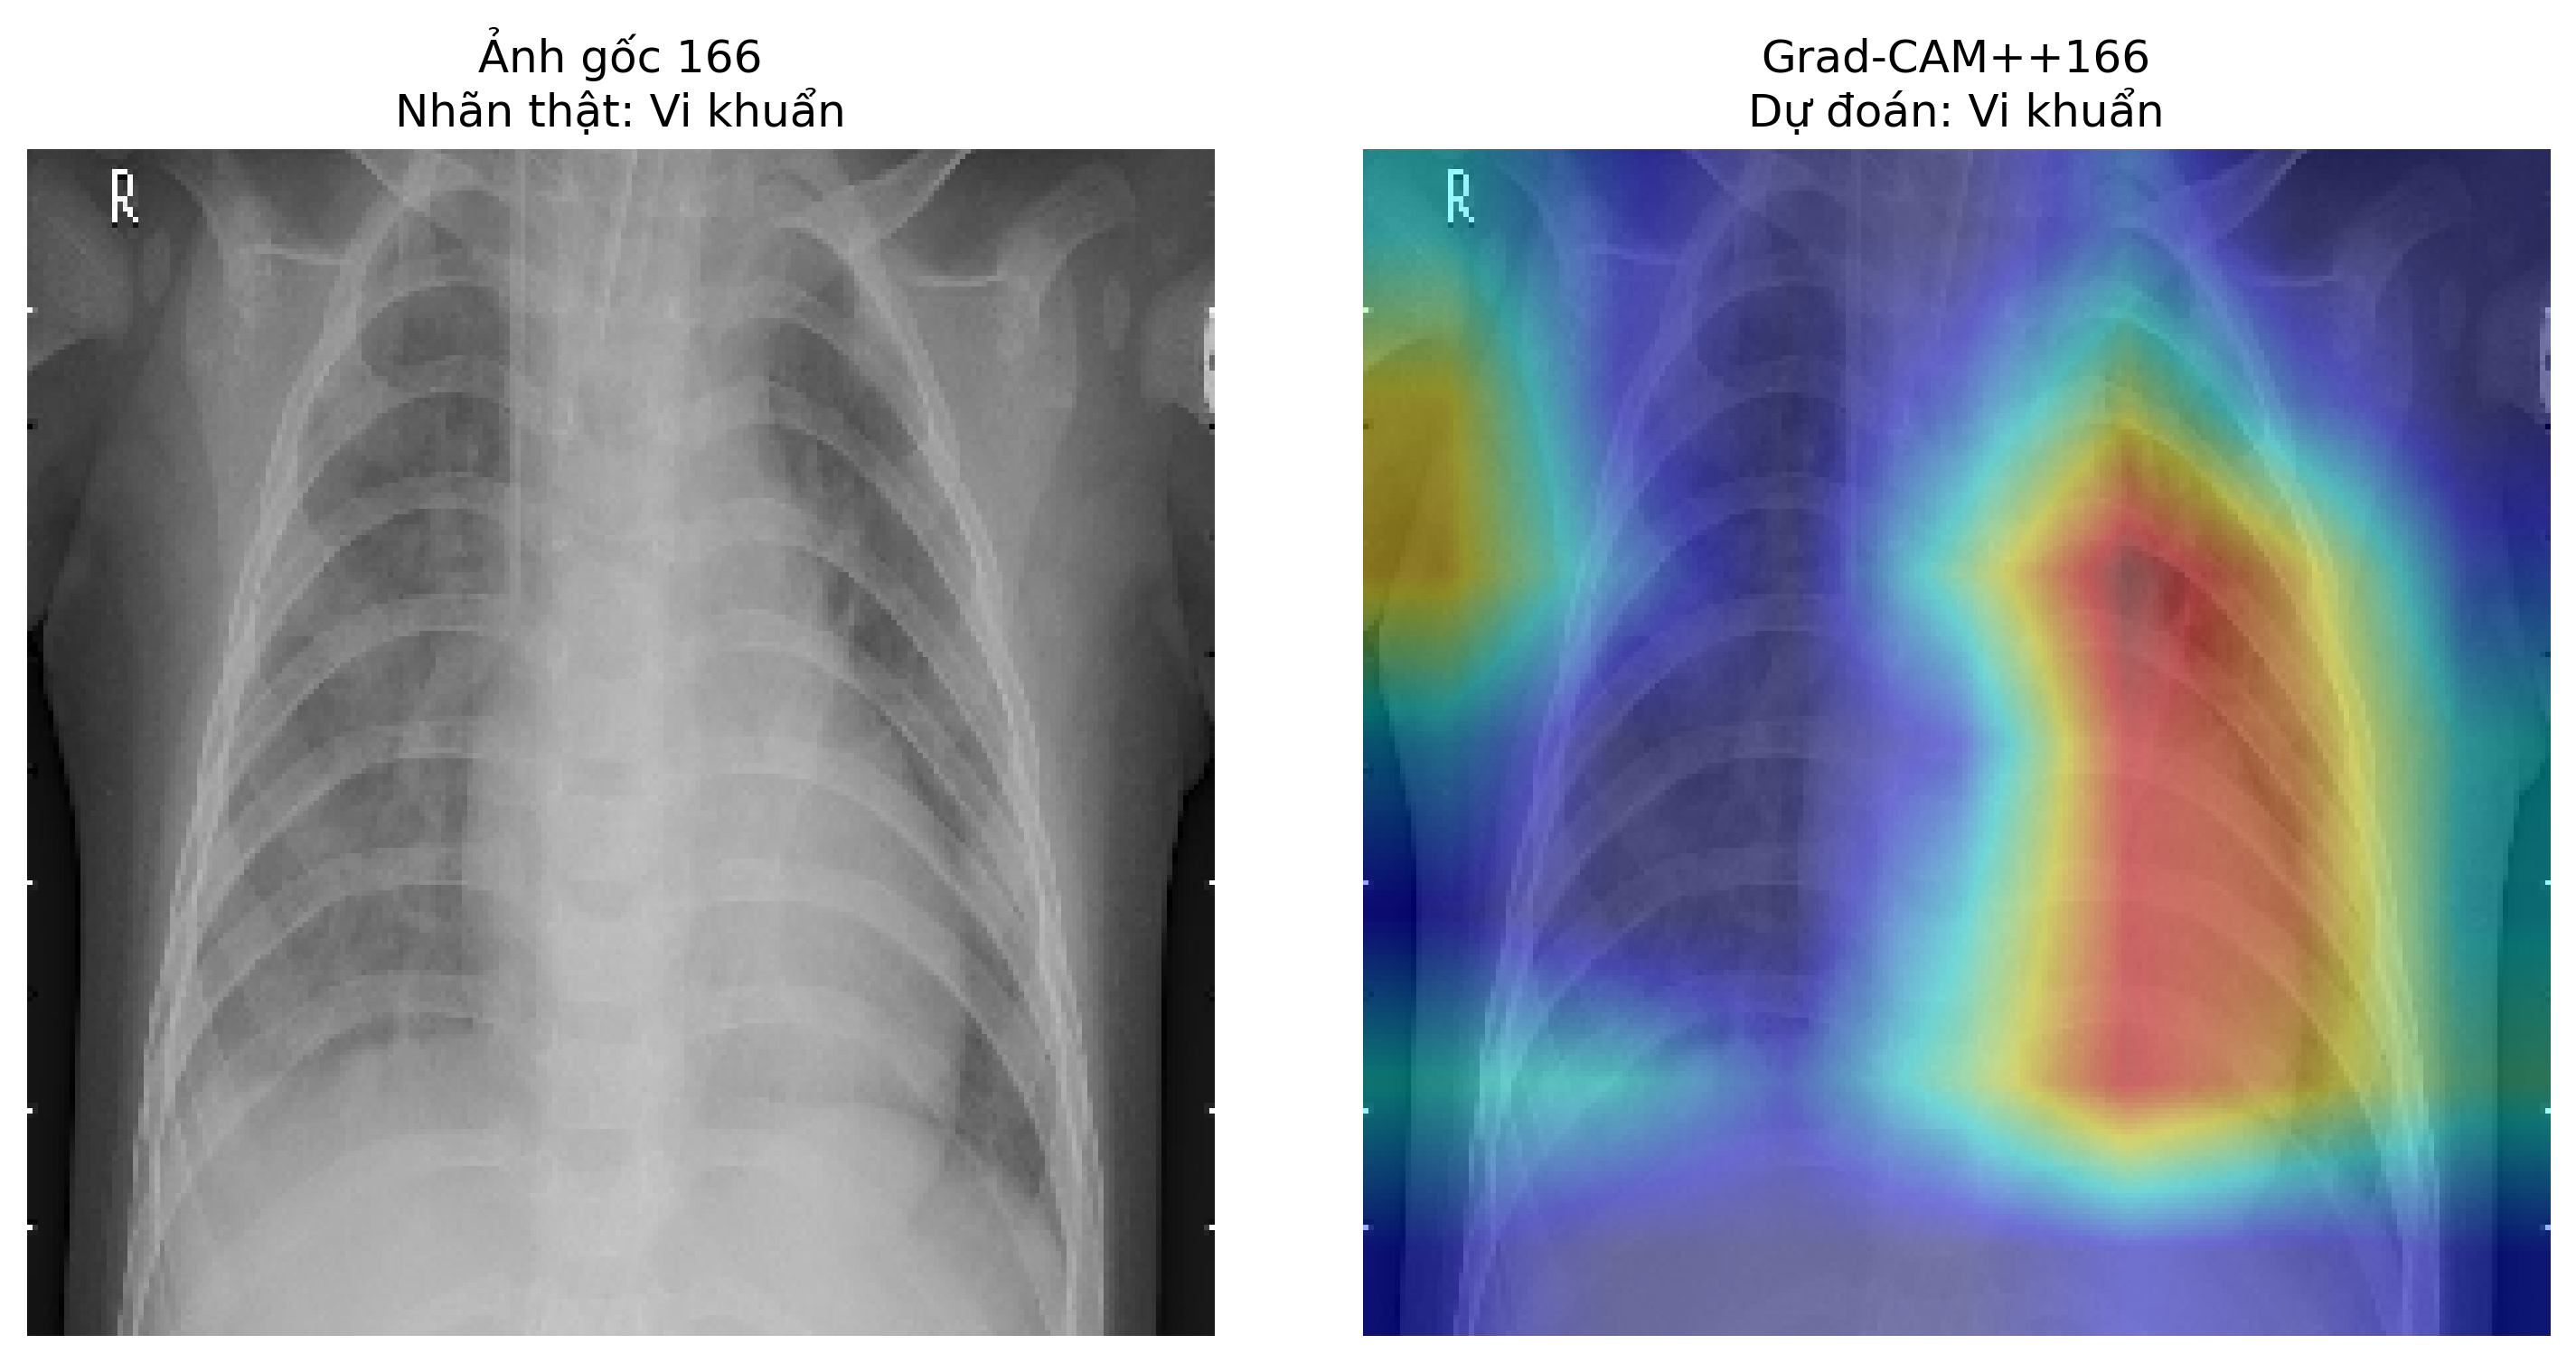 Ảnh gốc 166
Nhãn thật: Vi khuẩn
Grad-CAM++166
Dự đoán: Vi khuẩn
R
R